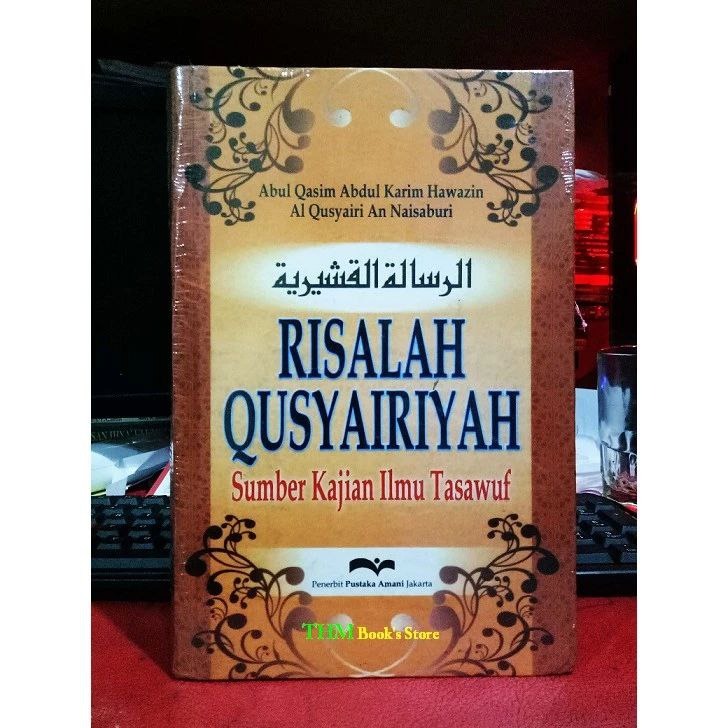 Abul Qasim Abdul Karim Hawazin
Al Qusyairi An Naisaburi
الرسالة القشيرية
RISALAH
QUSYAIRIYAH
Sumber Kajian Ilmu Tasawuf
Penerbit Pustaka Amani Jakarta
THM Book's Store